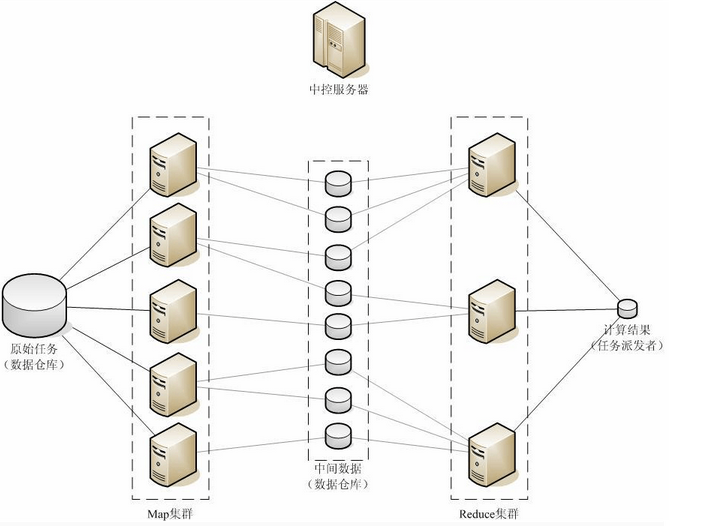 中控服务器
原始任务
（数据仓库）
计算结果
（任务派发者）
中间数据
（数据仓库）
Map集群
Reduce集群